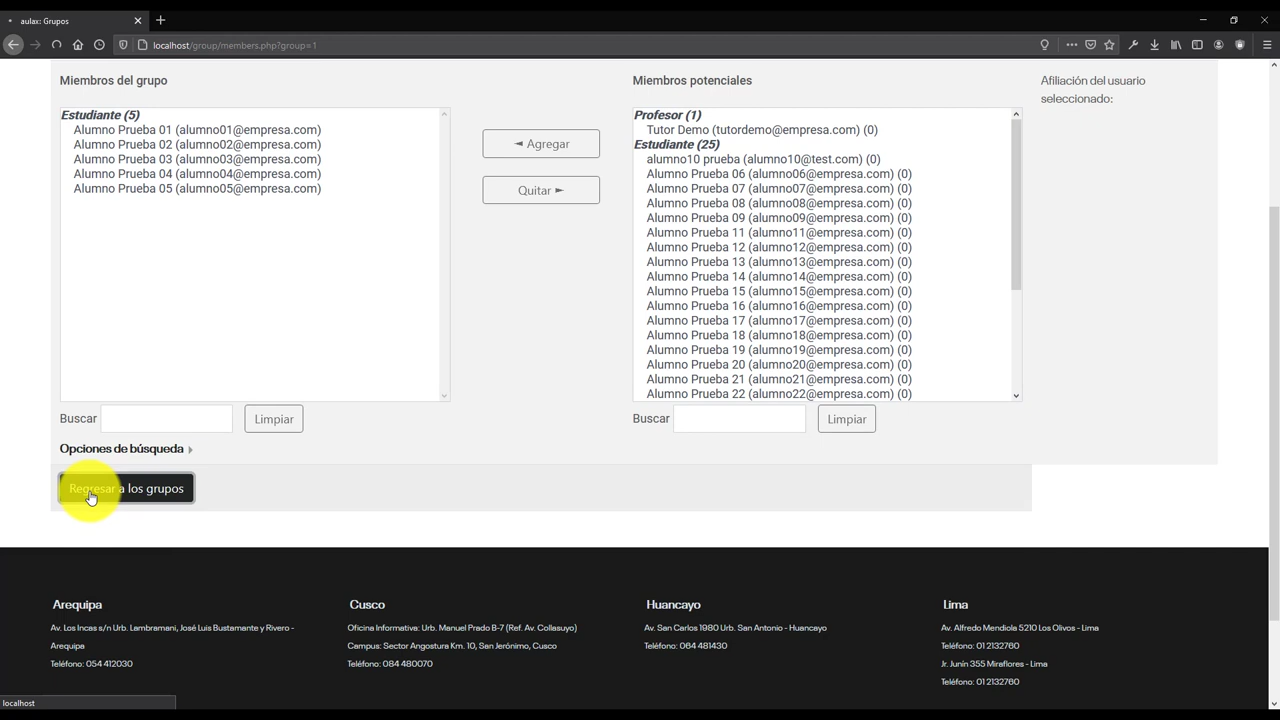 aulax: Grupos
localhost/group/members.php?group=1
Miembros del grupo
Miembros potenciales
Afiliación del usuario
seleccionado:
Estudiante (5)
Alumno Prueba 01 (alumno01@empresa.com)
Alumno Prueba 02 (alumno02@empresa.com)
Alumno Prueba 03 (alumno03@empresa.com)
Alumno Prueba 04 (alumno04@empresa.com)
Alumno Prueba 05 (alumno05@empresa.com)
◄ Agregar
Quitar ►
Profesor (1)
Tutor Demo (tutordemo@empresa.com) (0)
Estudiante (25)
alumno10 prueba (alumno10@test.com) (0)
Alumno Prueba 06 (alumno06@empresa.com) (0)
Alumno Prueba 07 (alumno07@empresa.com) (0)
Alumno Prueba 08 (alumno08@empresa.com) (0)
Alumno Prueba 09 (alumno09@empresa.com) (0)
Alumno Prueba 11 (alumno11@empresa.com) (0)
Alumno Prueba 12 (alumno12@empresa.com) (0)
Alumno Prueba 13 (alumno13@empresa.com) (0)
Alumno Prueba 14 (alumno14@empresa.com) (0)
Alumno Prueba 15 (alumno15@empresa.com) (0)
Alumno Prueba 16 (alumno16@empresa.com) (0)
Alumno Prueba 17 (alumno17@empresa.com) (0)
Alumno Prueba 18 (alumno18@empresa.com) (0)
Alumno Prueba 19 (alumno19@empresa.com) (0)
Alumno Prueba 20 (alumno20@empresa.com) (0)
Alumno Prueba 21 (alumno21@empresa.com) (0)
Alumno Prueba 22 (alumno22@empresa.com) (0)
Buscar
Limpiar
Buscar
Limpiar
Opciones de búsqueda
Regresar a los grupos
Arequipa
Av. Los Incas s/n Urb. Lambramani, José Luis Bustamante y Rivero -
Arequipa
Teléfono: 054 412030
Cusco
Oficina Informativa: Urb. Manuel Prado B-7 (Ref. Av. Collasuyo)
Campus: Sector Angostura Km. 10, San Jerónimo, Cusco
Teléfono: 084 480070
Huancayo
Av. San Carlos 1980 Urb. San Antonio - Huancayo
Teléfono: 064 481430
Lima
Av. Alfredo Mendiola 5210 Los Olivos - Lima
Teléfono: 01 2132760
Jr. Junín 355 Miraflores - Lima
Teléfono: 01 2132760
localhost